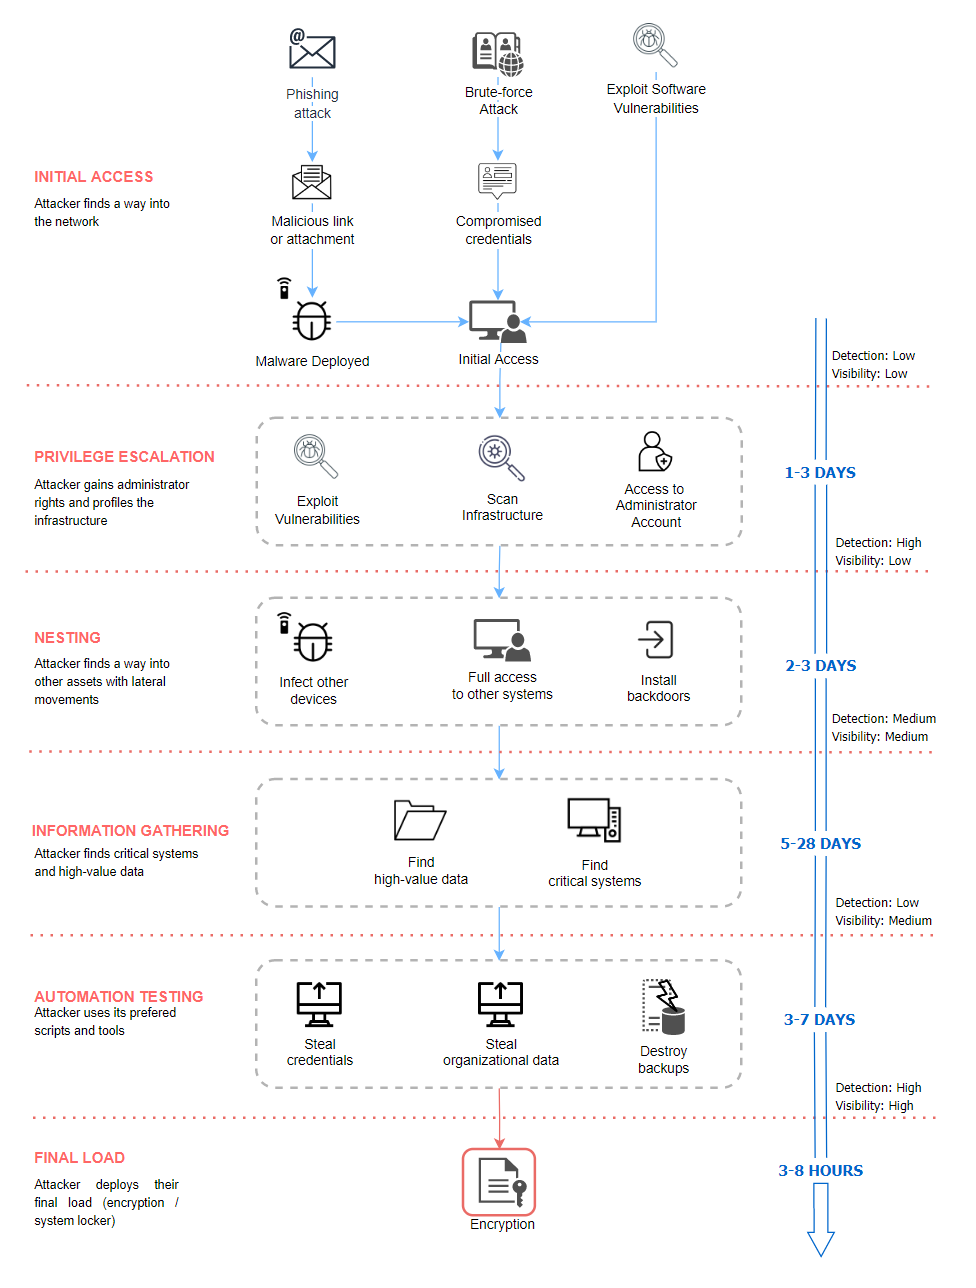 Phishing
attack
Brute-force
Attack
Exploit Software
Vulnerabilities
INITIAL ACCESS
Attacker finds a way into
the network
Malicious link
or attachment
Compromised
credentials
Malware Deployed
Initial Access
Detection: Low
Visibility: Low
PRIVILEGE ESCALATION
Attacker gains administrator
rights and profiles the
infrastructure
Exploit
Vulnerabilities
Scan
Infrastructure
Access to
Administrator
Account
1-3 DAYS
Detection: High
Visibility: Low
NESTING
Attacker finds a way into
other assets with lateral
movements
Infect other
devices
Full access
to other systems
Install
backdoors
2-3 DAYS
Detection: Medium
Visibility: Medium
INFORMATION GATHERING
Attacker finds critical systems
and high-value data
Find
high-value data
Find
critical systems
5-28 DAYS
Detection: Low
Visibility: Medium
AUTOMATION TESTING
Attacker uses its prefered
scripts and tools
Steal
credentials
Steal
organizational data
Destroy
backups
3-7 DAYS
Detection: High
Visibility: High
FINAL LOAD
Attacker deploys their
final load (encryption /
system locker)
Encryption
3-8 HOURS